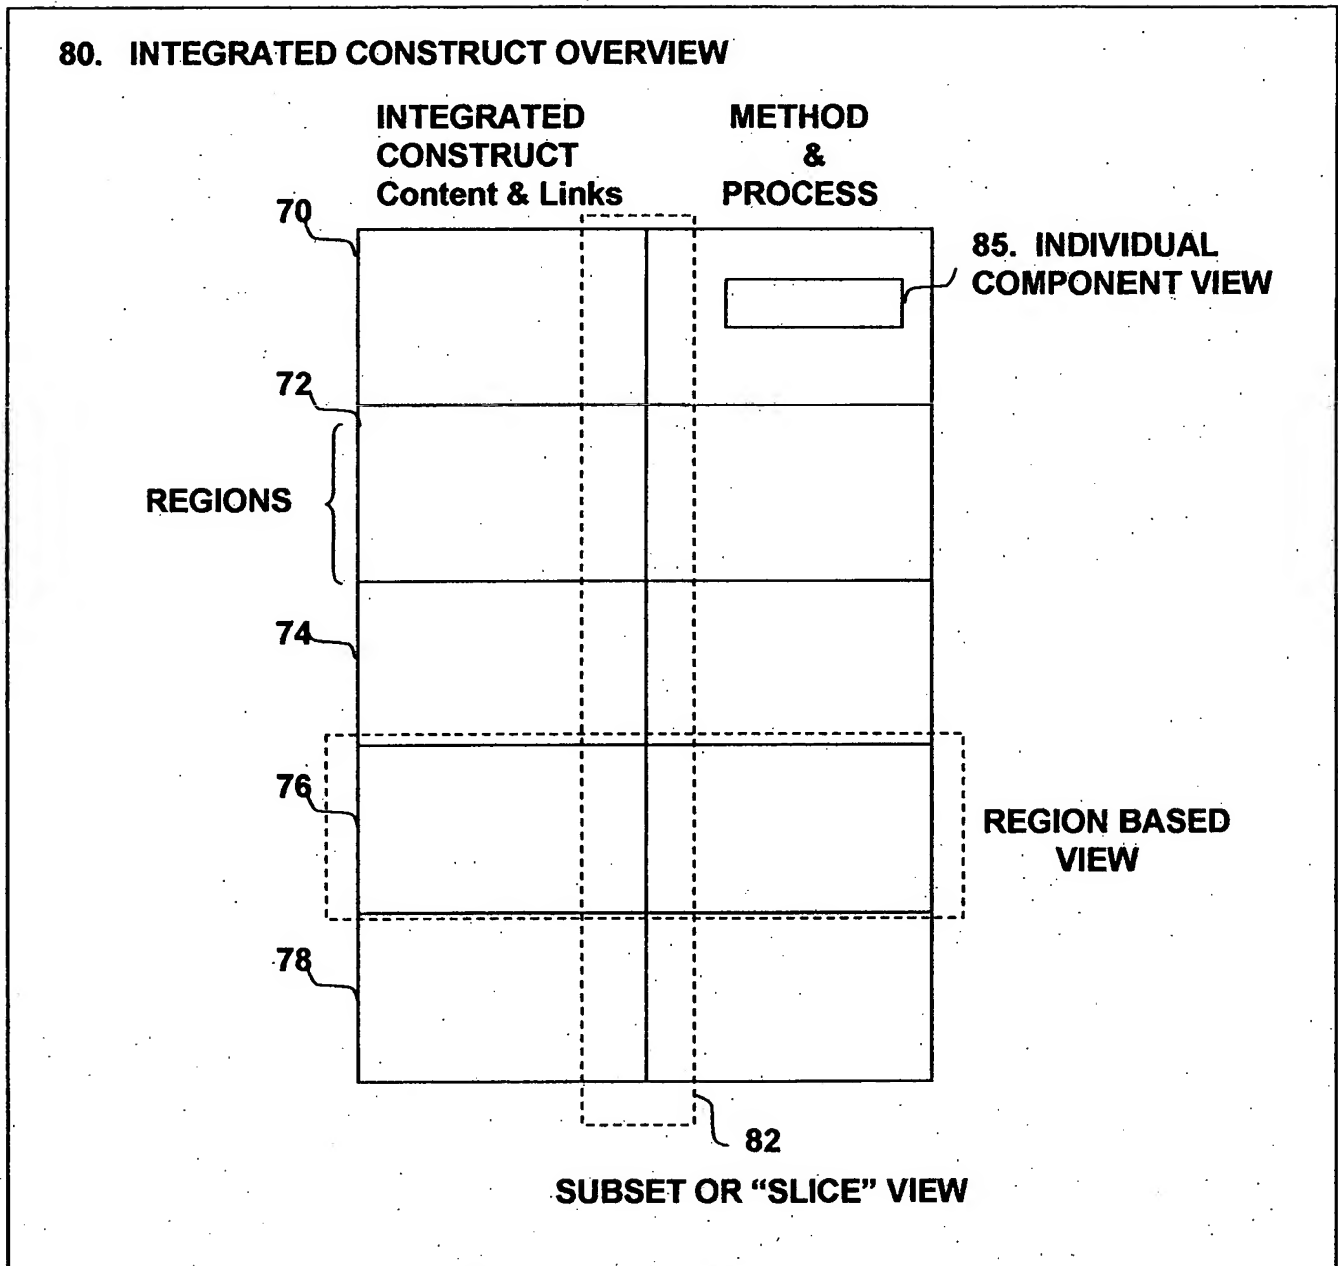 80. INTEGRATED CONSTRUCT OVERVIEW
INTEGRATED
CONSTRUCT
Content & Links
METHOD
&
PROCESS
70
85. INDIVIDUAL
COMPONENT VIEW
72
REGIONS
74
76
REGION BASED
VIEW
78
82
SUBSET OR “SLICE” VIEW